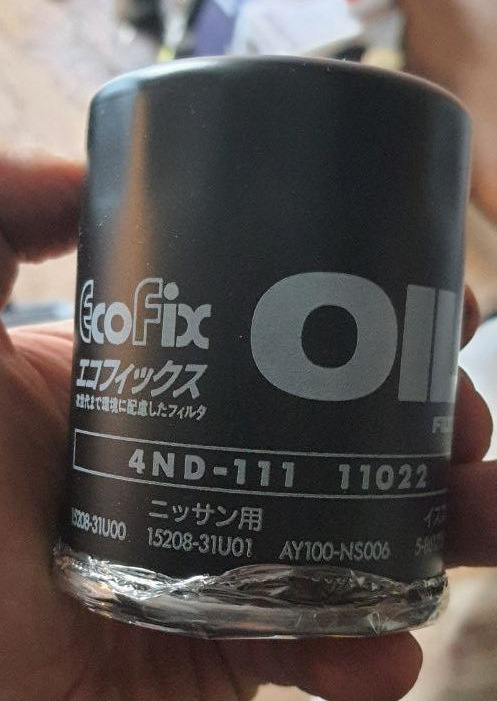 EcoFix
エコフィックス
次世代まで環境に配慮したフィルタ
OIL
4ND-111 11022
ニッサン用
15208-31U00
15208-31U01 AY100-NS006